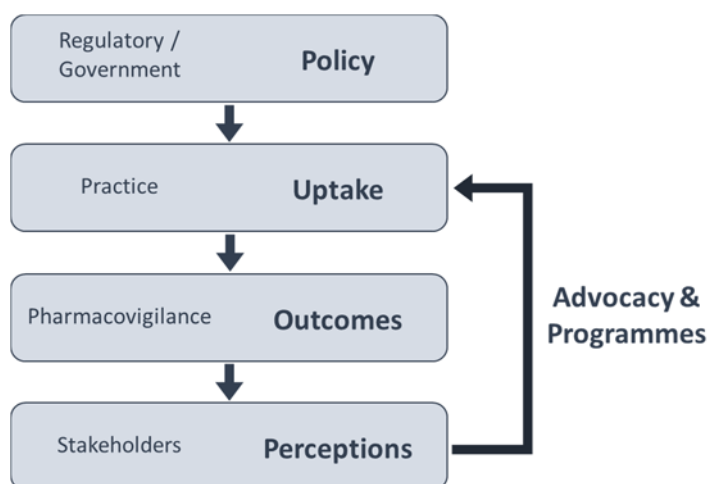 Regulatory /
Government
Policy
Practice
Uptake
Pharmacovigilance
Outcomes
Advocacy &
Programmes
Stakeholders
Perceptions